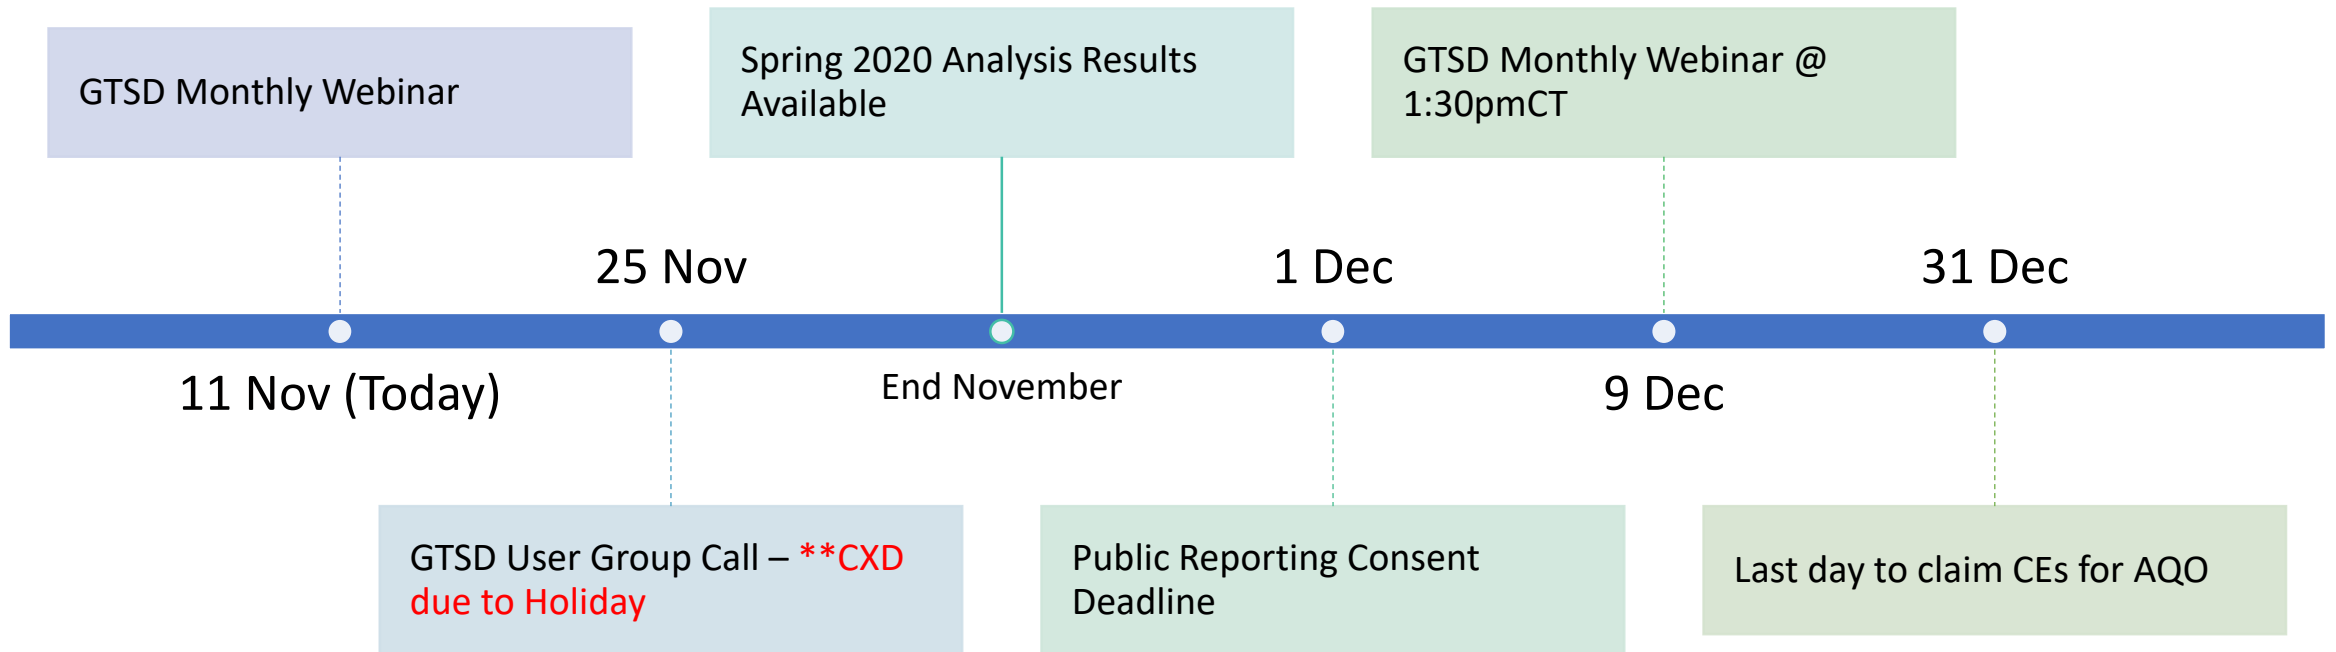 GTSD Monthly Webinar
Spring 2020 Analysis Results
Available
GTSD Monthly Webinar @
1:30pmCT
25 Nov
1 Dec
31 Dec
11 Nov (Today)
End November
9 Dec
GTSD User Group Call – **CXD
due to Holiday
Public Reporting Consent
Deadline
Last day to claim CEs for AQO